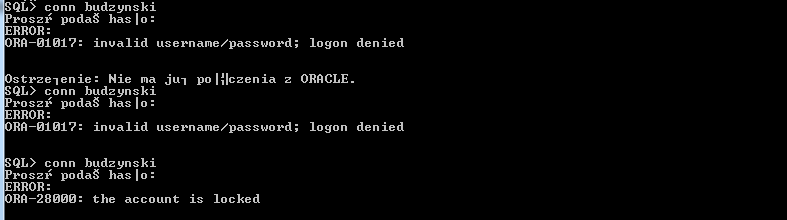 SQL> conn budzynski
Proszŕ podaŠ has|o:
ERROR:
ORA-01017: invalid username/password; logon denied
Ostrze┐enie: Nie ma ju┐ po|╣czenia z ORACLE.
SQL> conn budzynski
Proszŕ podaŠ has|o:
ERROR:
ORA-01017: invalid username/password; logon denied
SQL> conn budzynski
Proszŕ podaŠ has|o:
ERROR:
ORA-28000: the account is locked